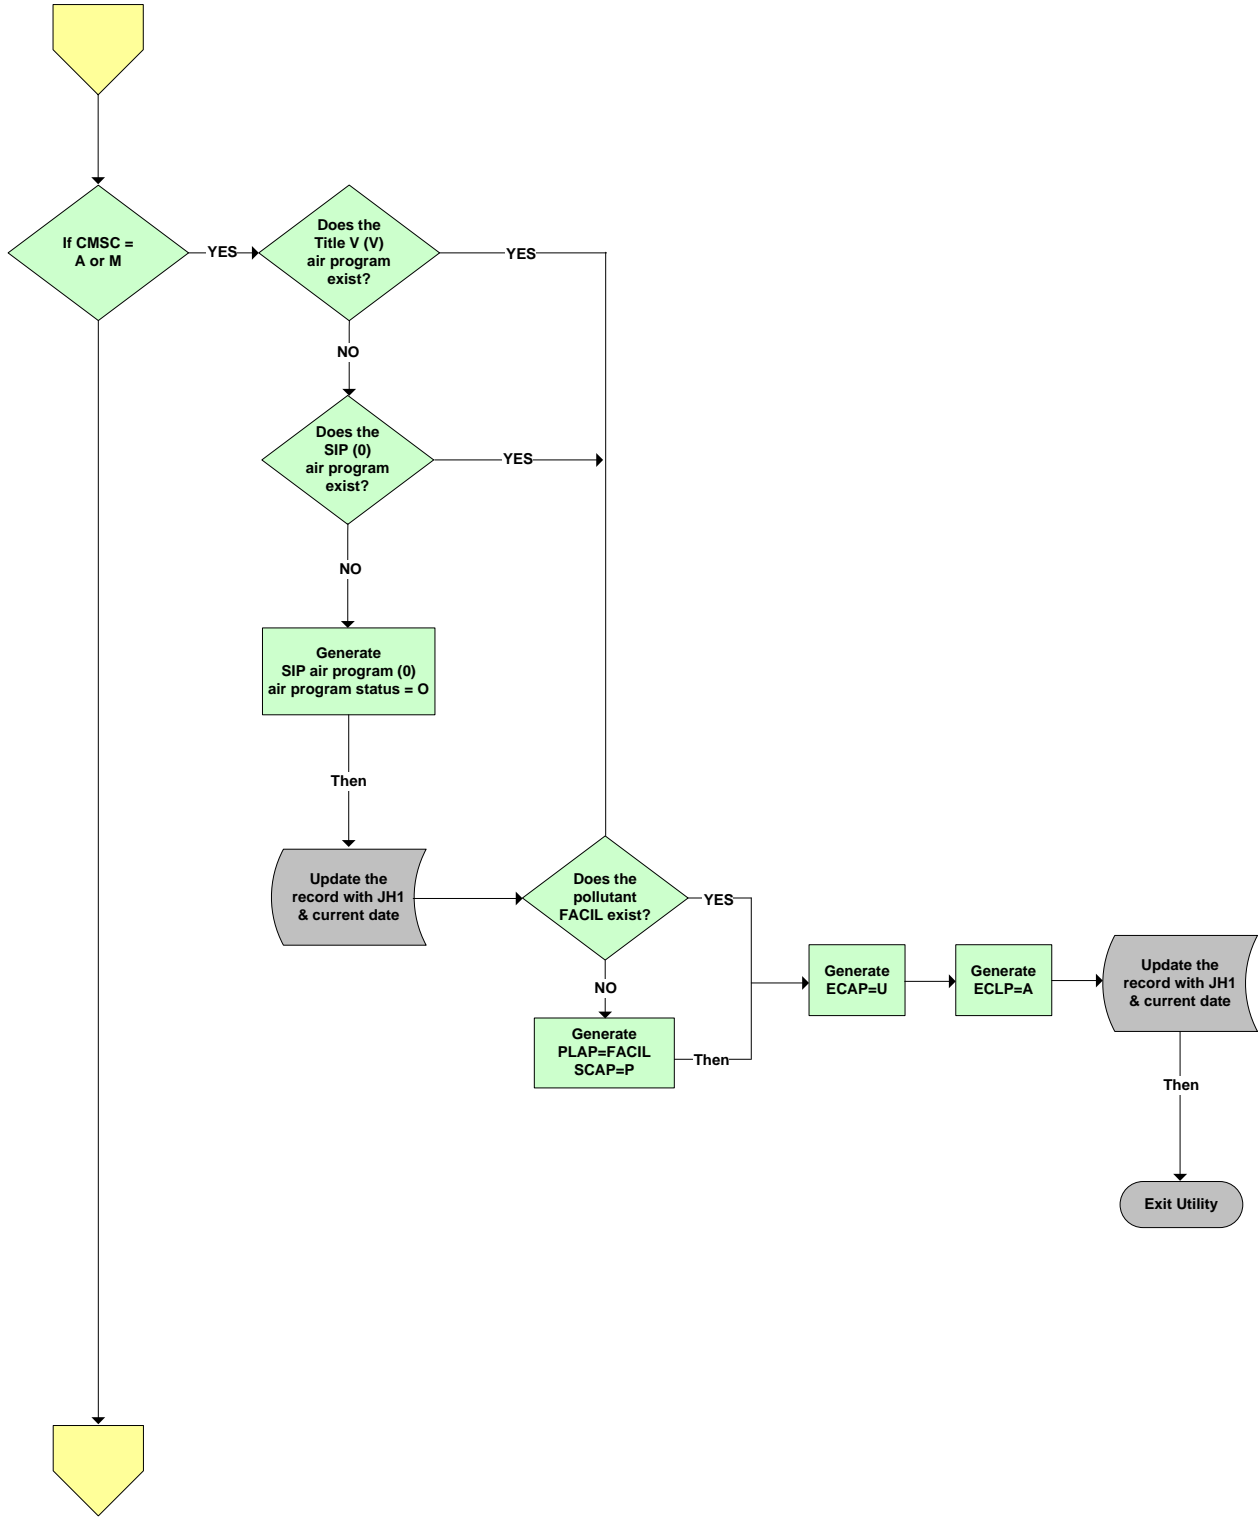 If CMSC =
A or M
YES
Does the
Title V (V)
air program
exist?
YES
NO
Does the
SIP (0)
air program
exist?
YES
NO
Generate
SIP air program (0)
air program status = O
Then
Update the
record with JH1
& current date
Does the
pollutant
FACIL exist?
YES
NO
Generate
PLAP=FACIL
SCAP=P
Then
Generate
ECAP=U
Generate
ECLP=A
Update the
record with JH1
& current date
Then
Exit Utility